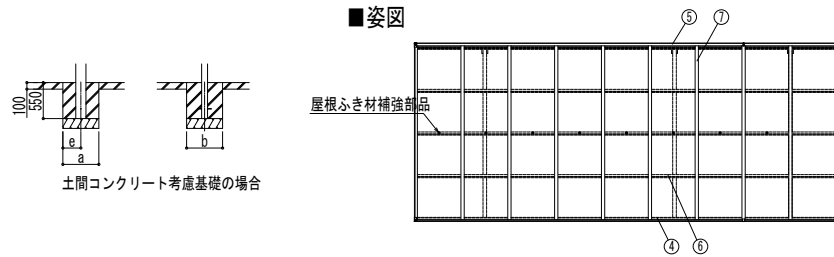 ■姿図
⑤ ⑦
100
550
屋根ふき材補強部品
e
a
b
土間コンクリート考慮基礎の場合
④ ⑥